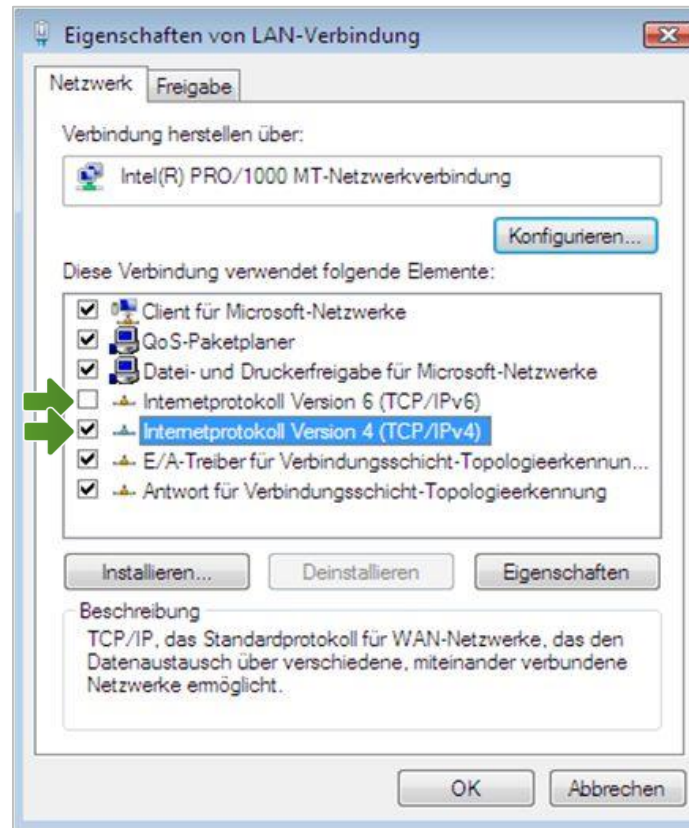 Eigenschaften von LAN-Verbindung
Netzwerk
Freigabe
Verbindung herstellen über:
Intel(R) PRO/1000 MT-Netzwerkverbindung
Konfigurieren...
Diese Verbindung verwendet folgende Elemente:
Client für Microsoft-Netzwerke
QoS-Paketplaner
Datei- und Druckerfreigabe für Microsoft-Netzwerke
Internetprotokoll Version 6 (TCP/IPv6)
Internetprotokoll Version 4 (TCP/IPv4)
E/A-Treiber für Verbindungsschicht-Topologieerkennun...
Antwort für Verbindungsschicht-Topologieerkennung
Installieren...
Deinstallieren
Eigenschaften
Beschreibung
TCP/IP, das Standardprotokoll für WAN-Netzwerke, das den
Datenaustausch über verschiedene, miteinander verbundene
Netzwerke ermöglicht.
OK
Abbrechen